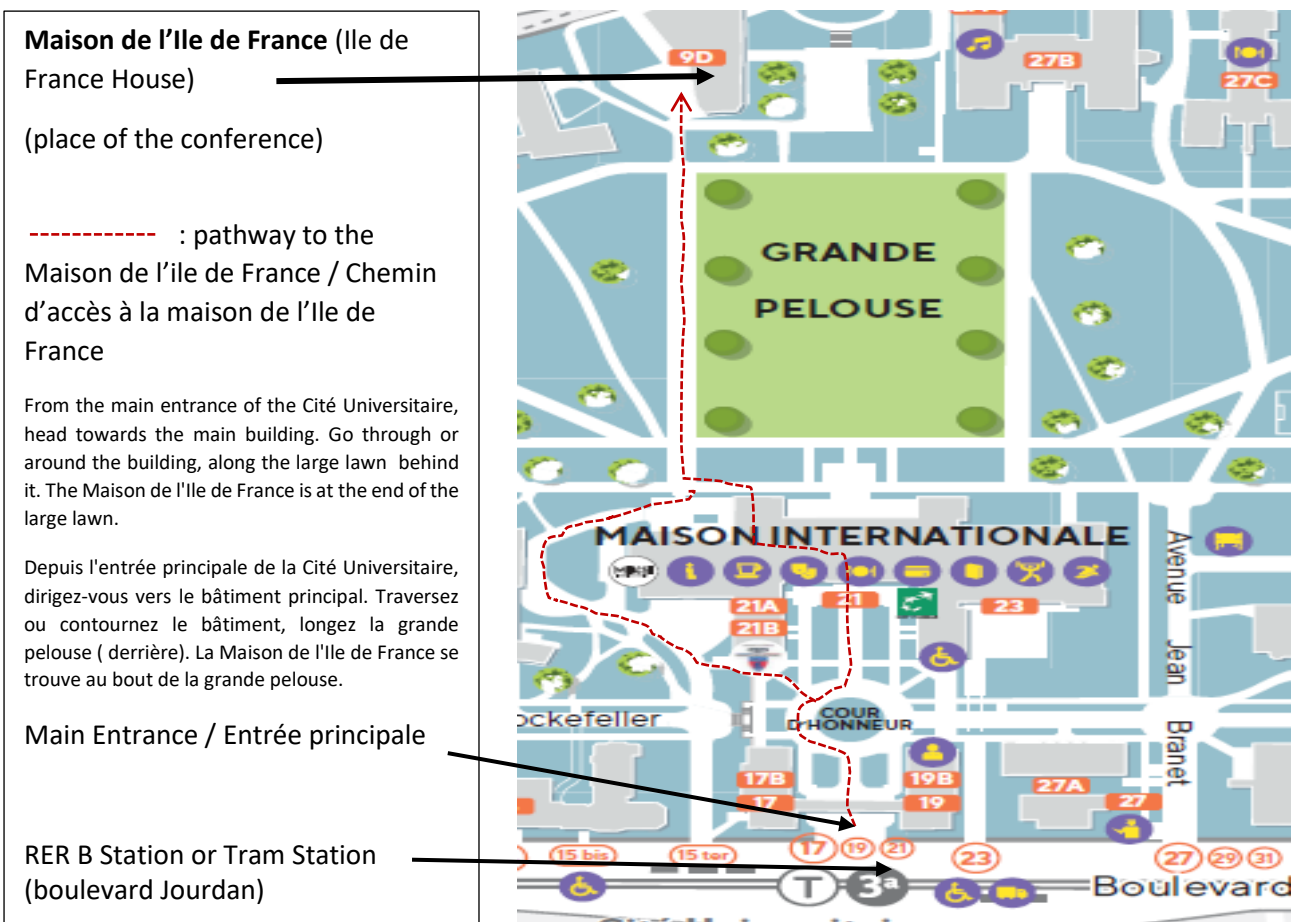 Maison de l'Ile de France (Ile de
France House)
(place of the conference)
------------ : pathway to the
Maison de l'ile de France / Chemin
d'accès à la maison de l'Ile de
France
From the main entrance of the Cité Universitaire,
head towards the main building. Go through or
around the building, along the large lawn behind
it. The Maison de l'Ile de France is at the end of the
large lawn.
Depuis l'entrée principale de la Cité Universitaire,
dirigez-vous vers le bâtiment principal. Traversez
ou contournez le bâtiment, longez la grande
pelouse ( derrière). La Maison de l'Ile de France se
trouve au bout de la grande pelouse.
Main Entrance / Entrée principale
RER B Station or Tram Station
(boulevard Jourdan)
9D
27B
27C
GRANDE
PELOUSE
MAISON INTERNATIONALE
21A
21
23
21B
Avenue Jean Branet
ockefeller
COUR
D'HONNEUR
17B
19B
27A
17
19
27
15 bis
15 ter
17
19
21
23
27
29
31
T
3a
Boulevard